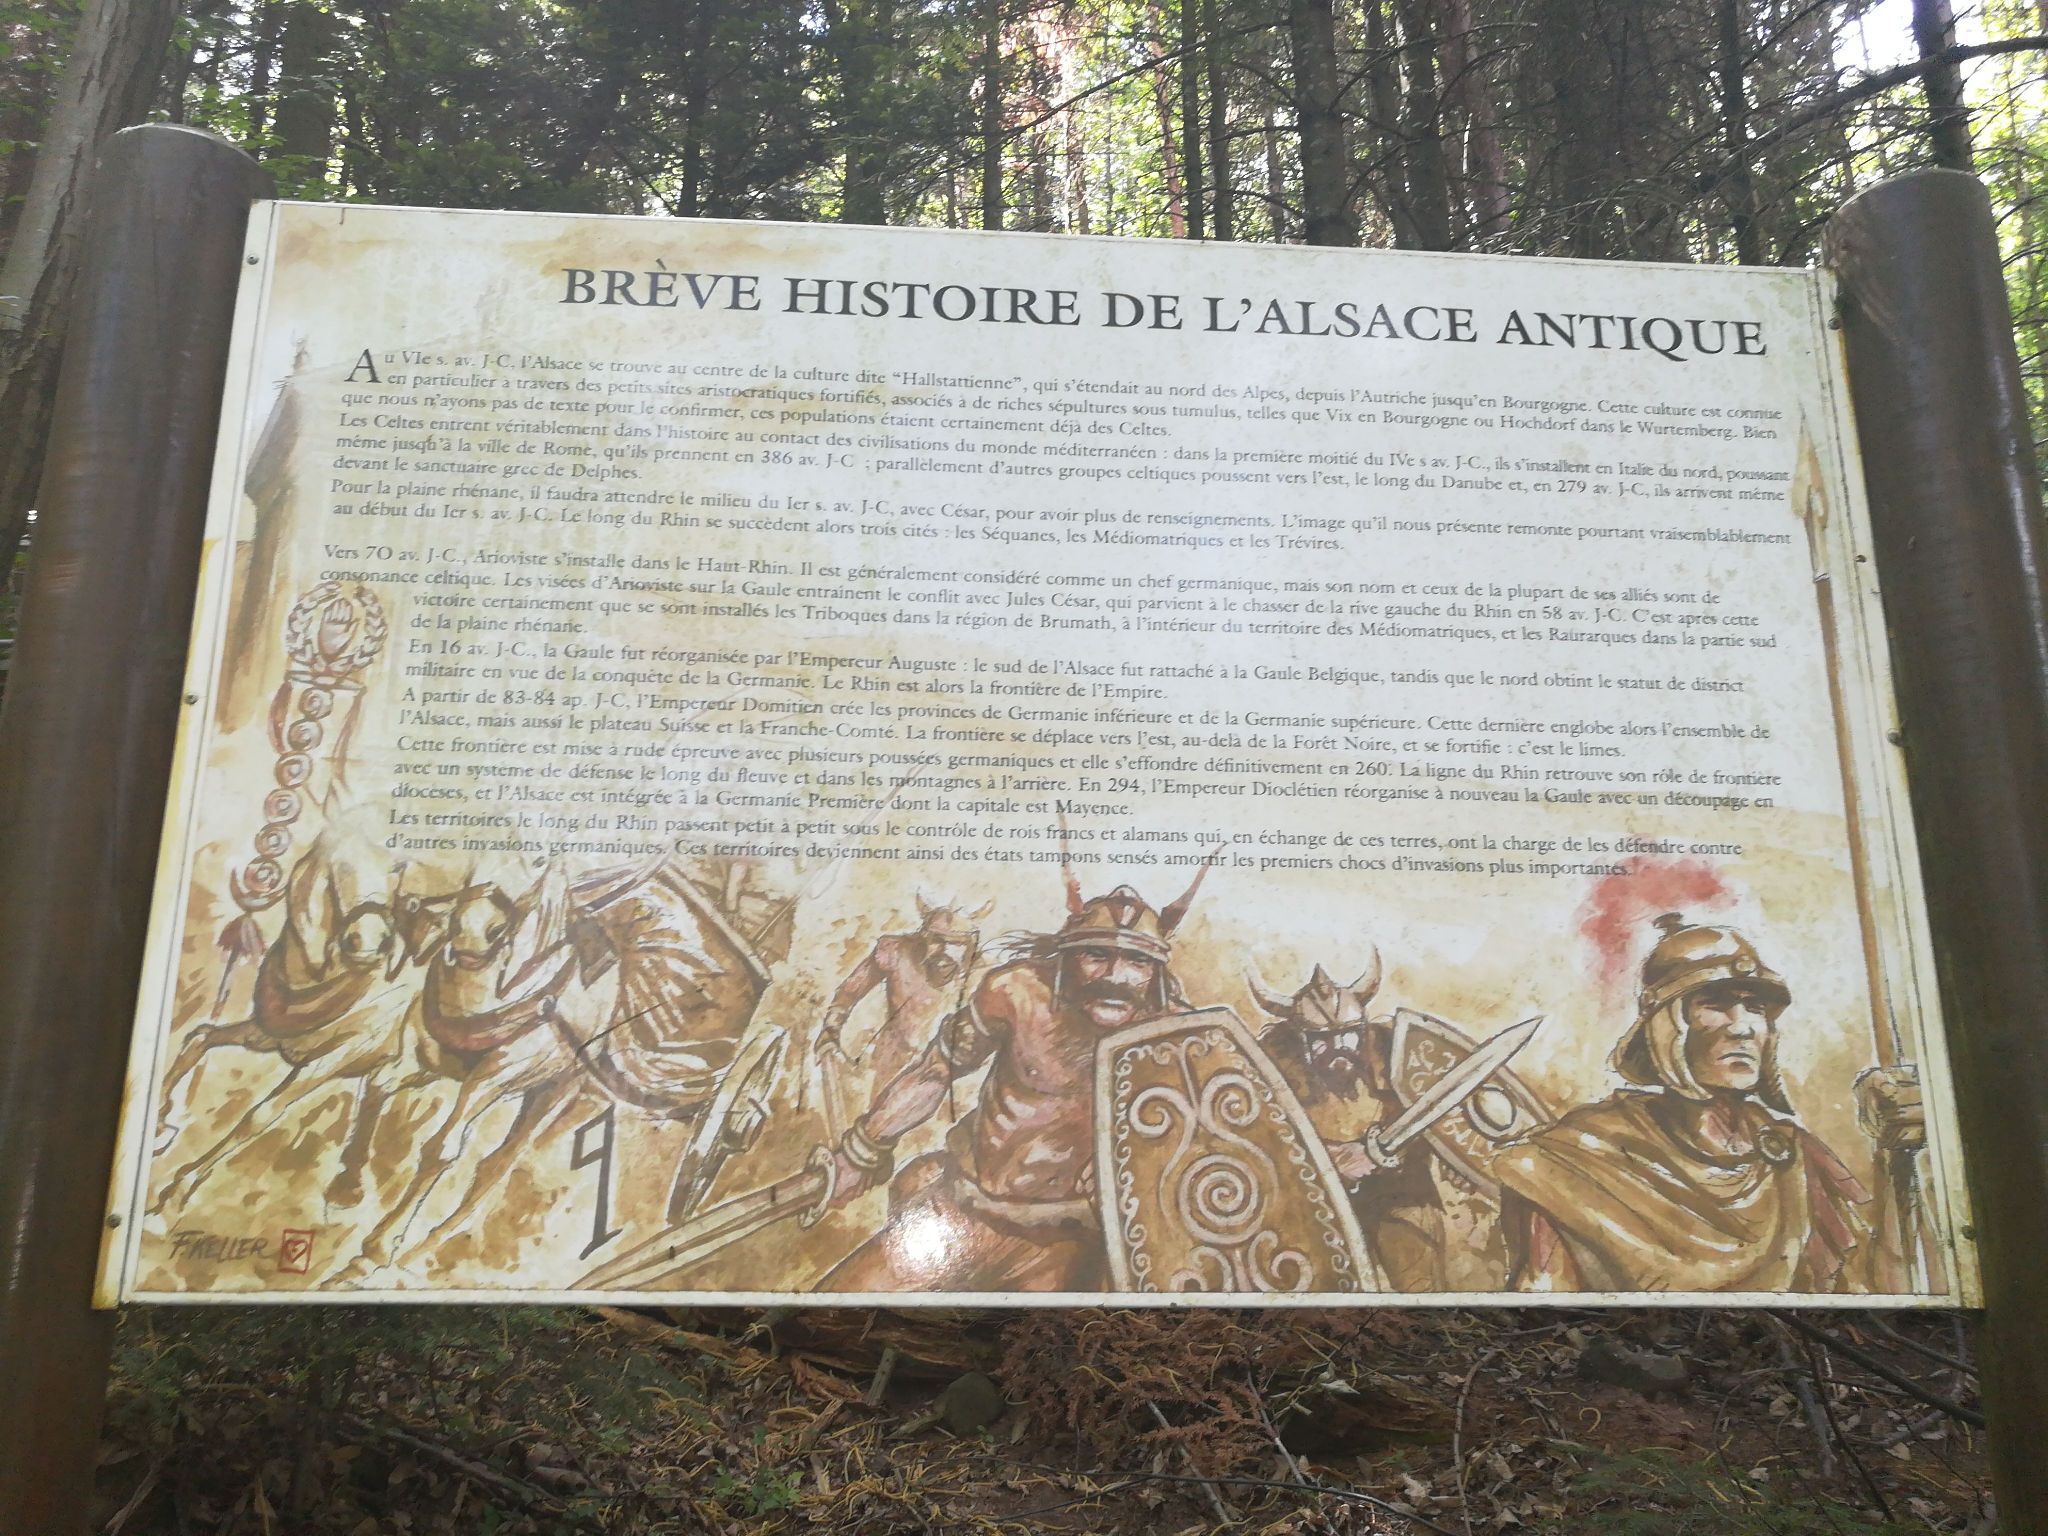 BRÈVE HISTOIRE DE L'ALSACE ANTIQUE
Au VIe s. av. J-C, l'Alsace se trouve au centre de la culture dite "Hallstattienne", qui s'étendait au nord des Alpes, depuis l'Autriche jusqu'en Bourgogne. Cette culture est connue
en particulier à travers des petits sites aristocratiques fortifiés, associés à de riches sépultures sous tumulus, telles que Vix en Bourgogne ou Hochdorf dans le Wurtemberg. Bien
que nous n'ayons pas de texte pour le confirmer, ces populations étaient certainement déjà des Celtes.
Les Celtes entrent véritablement dans l'histoire au contact des civilisations du monde méditerranéen : dans la première moitié du IVe s av. J-C., ils s'installent en Italie du nord, poussant
même jusqu'à la ville de Rome, qu'ils prennent en 386 av. J-C ; parallèlement d'autres groupes celtiques poussent vers l'est, le long du Danube et, en 279 av. J-C, ils arrivent même
devant le sanctuaire grec de Delphes.
Pour la plaine rhénane, il faudra attendre le milieu du Ier s. av. J-C, avec César, pour avoir plus de renseignements. L'image qu'il nous présente remonte pourtant vraisemblablement
au début du Ier s. av. J-C. Le long du Rhin se succèdent alors trois cités : les Séquanes, les Médiomatriques et les Trévires.
Vers 70 av. J-C., Arioviste s'installe dans le Haut-Rhin. Il est généralement considéré comme un chef germanique, mais son nom et ceux de la plupart de ses alliés sont de
consonance celtique. Les visées d'Arioviste sur la Gaule entrainent le conflit avec Jules César, qui parvient à le chasser de la rive gauche du Rhin en 58 av. J-C. C'est après cette
victoire certainement que se sont installés les Triboques dans la région de Brumath, à l'intérieur du territoire des Médiomatriques, et les Raurarques dans la partie sud
de la plaine rhénane.
En 16 av. J-C., la Gaule fut réorganisée par l'Empereur Auguste : le sud de l'Alsace fut rattaché à la Gaule Belgique, tandis que le nord obtint le statut de district
militaire en vue de la conquête de la Germanie. Le Rhin est alors la frontière de l'Empire.
A partir de 83-84 ap. J-C, l'Empereur Domitien crée les provinces de Germanie inférieure et de la Germanie supérieure. Cette dernière englobe alors l'ensemble de
l'Alsace, mais aussi le plateau Suisse et la Franche-Comté. La frontière se déplace vers l'est, au-delà de la Forêt Noire, et se fortifie : c'est le limes.
Cette frontière est mise à rude épreuve avec plusieurs poussées germaniques et elle s'effondre définitivement en 260. La ligne du Rhin retrouve son rôle de frontière
avec un système de défense le long du fleuve et dans les montagnes à l'arrière. En 294, l'Empereur Dioclétien réorganise à nouveau la Gaule avec un découpage en
diocèses, et l'Alsace est intégrée à la Germanie Première dont la capitale est Mayence.
Les territoires le long du Rhin passent petit à petit sous le contrôle de rois francs et alamans qui, en échange de ces terres, ont la charge de les défendre contre
d'autres invasions germaniques. Ces territoires deviennent ainsi des états tampons sensés amortir les premiers chocs d'invasions plus importantes.
F. KELLER